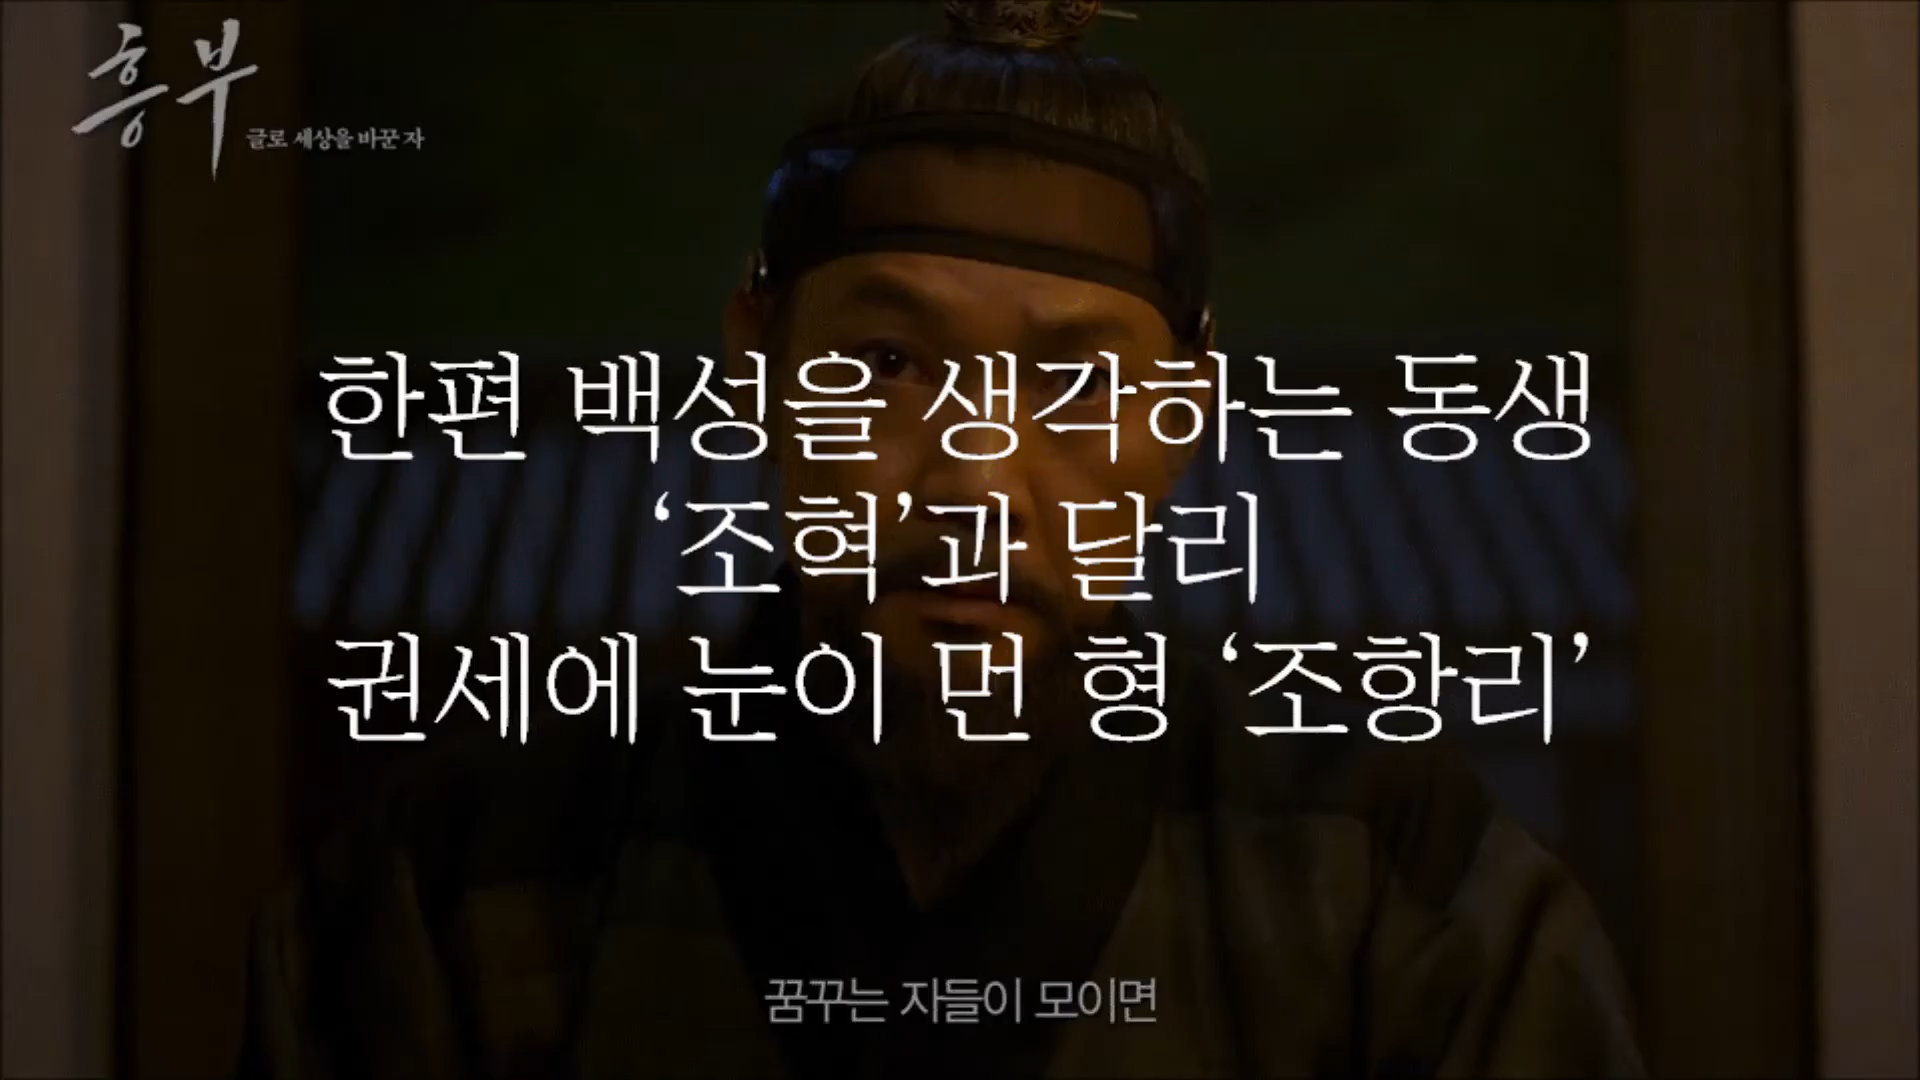 흥부
글로 세상을 바꾼 자
한편 백성을 생각하는 동생
‘조혁’과 달리
권세에 눈이 먼 형 ‘조항리’
꿈꾸는 자들이 모이면